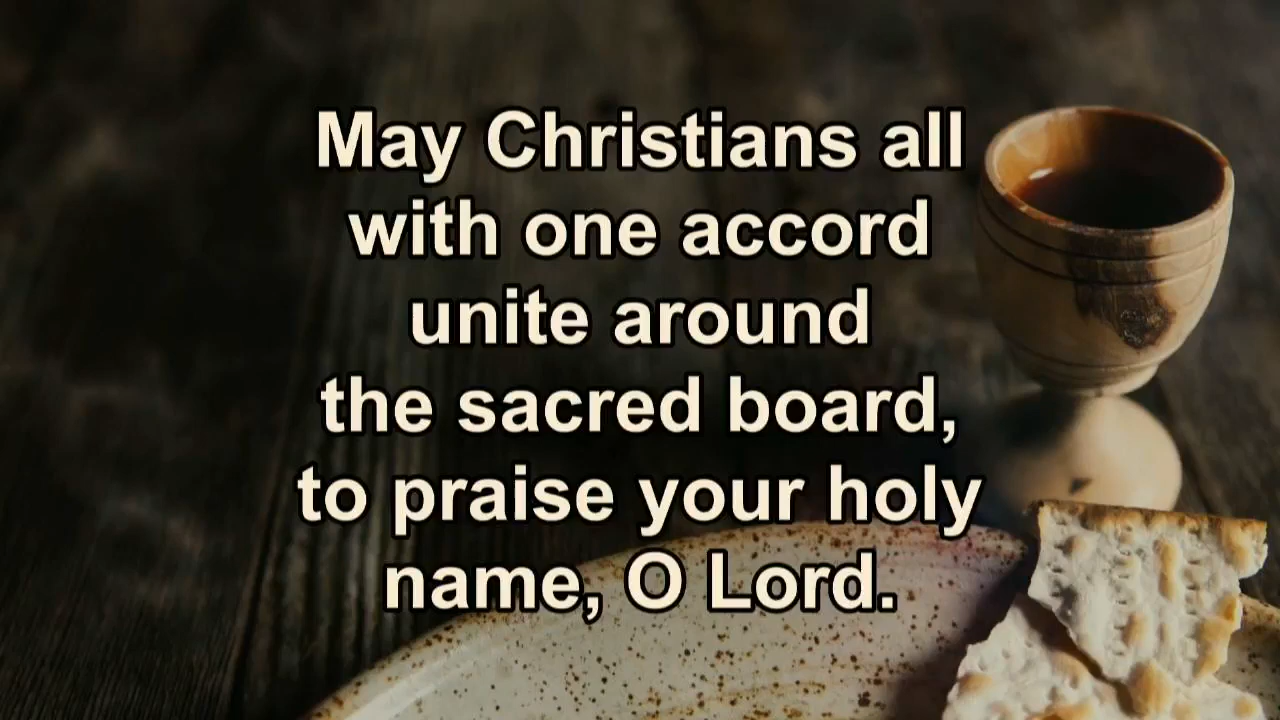 May Christians all
with one accord
unite around
the sacred board,
to praise your holy
name, O Lord.